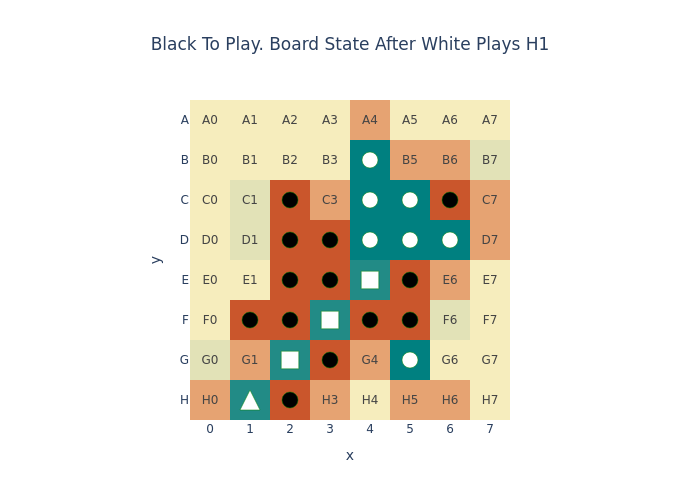 Black To Play. Board State After White Plays H1
A A0 A1 A2 A3 A4 A5 A6 A7
B B0 B1 B2 B3 B5 B6 B7
C C0 C1 C3 C7
D D0 D1 D7
y
E E0 E1 E6 E7
F F0 F6 F7
G G0 G1 G4 G6 G7
H H0 H3 H4 H5 H6 H7
0 1 2 3 4 5 6 7
x